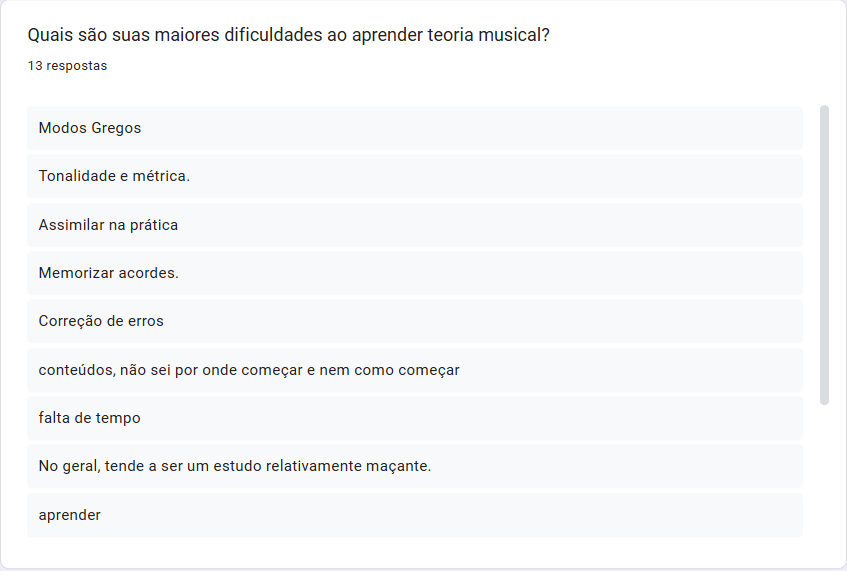 Quais são suas maiores dificuldades ao aprender teoria musical?
13 respostas
Modos Gregos
Tonalidade e métrica.
Assimilar na prática
Memorizar acordes.
Correção de erros
conteúdos, não sei por onde começar e nem como começar
falta de tempo
No geral, tende a ser um estudo relativamente maçante.
aprender